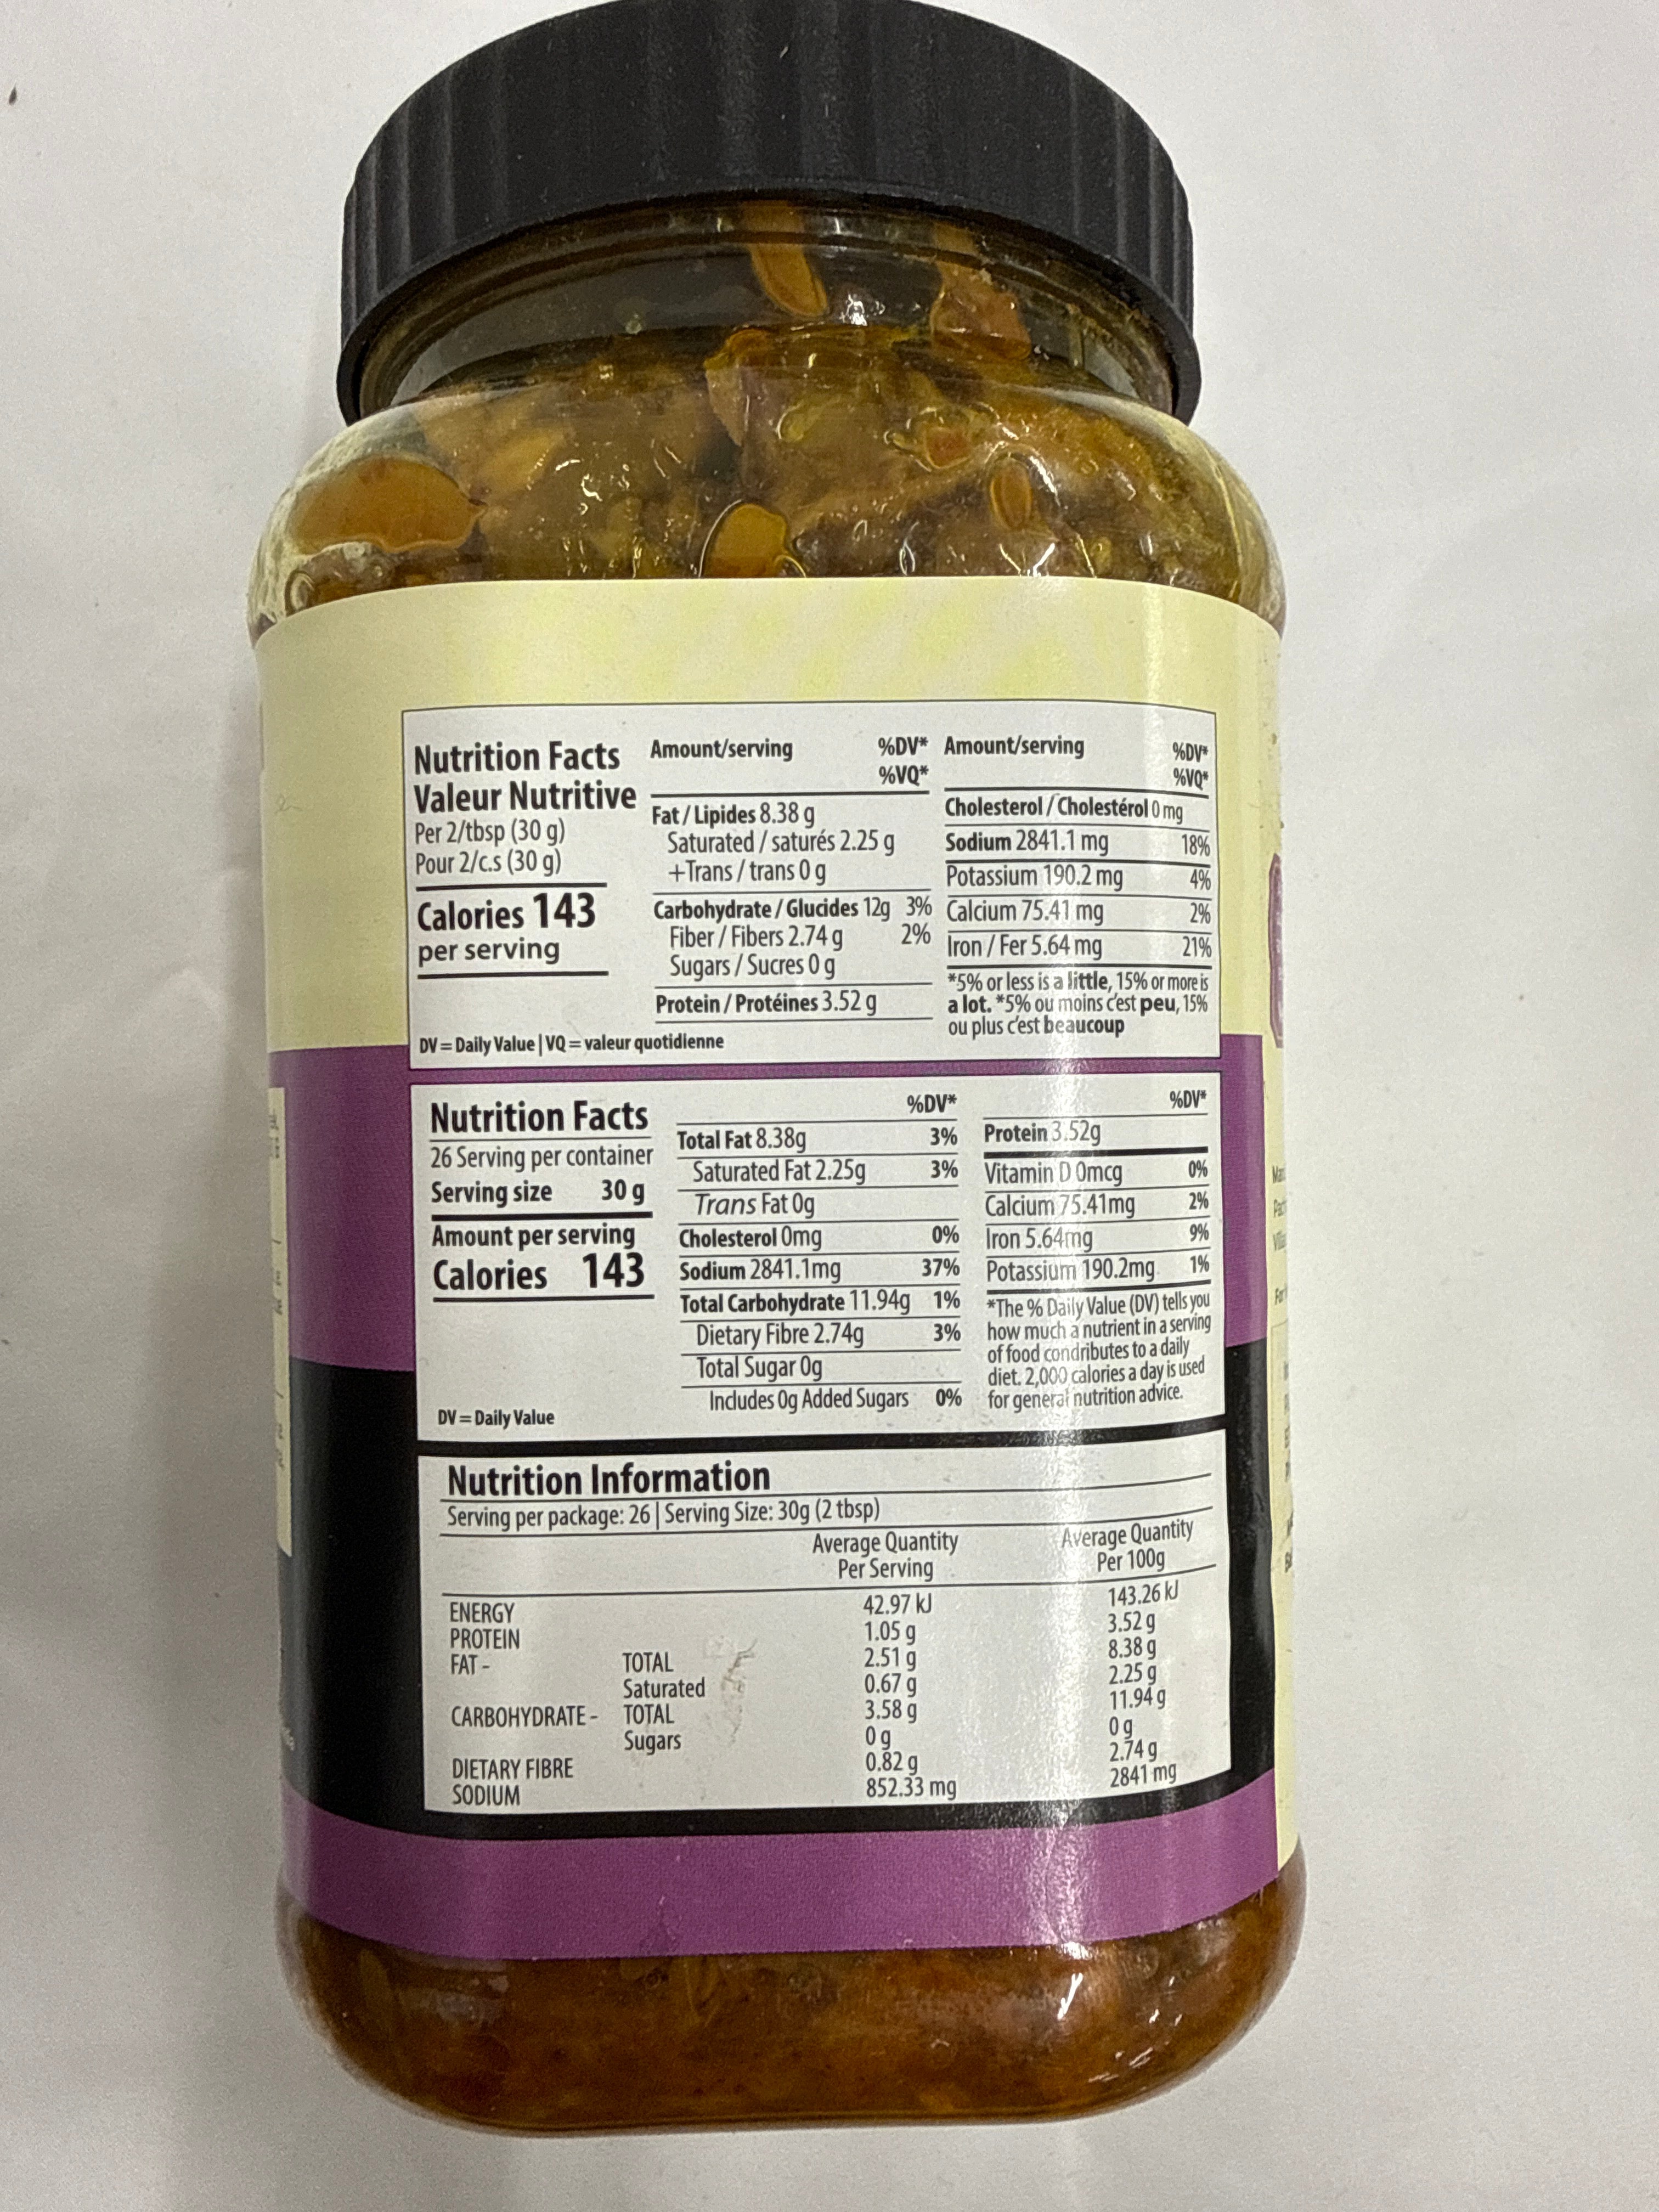 Nutrition Facts
Valeur Nutritive
Per 2/tbsp (30 g)
Pour 2/c.s (30 g)
Calories 143
per serving
Amount/serving %DV*
%VQ*
Fat / Lipides 8.38 g
Saturated / saturés 2.25 g
+Trans / trans 0 g
Carbohydrate / Glucides 12g 3%
Fiber / Fibers 2.74 g 2%
Sugars / Sucres 0 g
Protein / Protéines 3.52 g
Amount/serving %DV*
%VQ*
Cholesterol / Cholestérol 0 mg
Sodium 2841.1 mg 18%
Potassium 190.2 mg 4%
Calcium 75.41 mg 2%
Iron / Fer 5.64 mg 21%
*5% or less is a little, 15% or more is
a lot. *5% ou moins c'est peu, 15%
ou plus c'est beaucoup
DV = Daily Value | VQ = valeur quotidienne
Nutrition Facts
26 Serving per container
Serving size 30 g
Amount per serving
Calories 143
%DV*
Total Fat 8.38g 3%
Saturated Fat 2.25g 3%
Trans Fat 0g
Cholesterol 0mg 0%
Sodium 2841.1mg 37%
Total Carbohydrate 11.94g 1%
Dietary Fibre 2.74g 3%
Total Sugar 0g
Includes 0g Added Sugars 0%
%DV*
Protein 3.52g
Vitamin D 0mcg 0%
Calcium 75.41mg 2%
Iron 5.64mg 9%
Potassium 190.2mg 1%
*The % Daily Value (DV) tells you
how much a nutrient in a serving
of food condributes to a daily
diet. 2,000 calories a day is used
for general nutrition advice.
DV = Daily Value
Nutrition Information
Serving per package: 26 | Serving Size: 30g (2 tbsp)
Average Quantity Average Quantity
Per Serving Per 100g
ENERGY 42.97 kJ 143.26 kJ
PROTEIN 1.05 g 3.52 g
FAT - TOTAL 2.51 g 8.38 g
Saturated 0.67 g 2.25 g
CARBOHYDRATE - TOTAL 3.58 g 11.94 g
Sugars 0 g 0 g
DIETARY FIBRE 0.82 g 2.74 g
SODIUM 852.33 mg 2841 mg